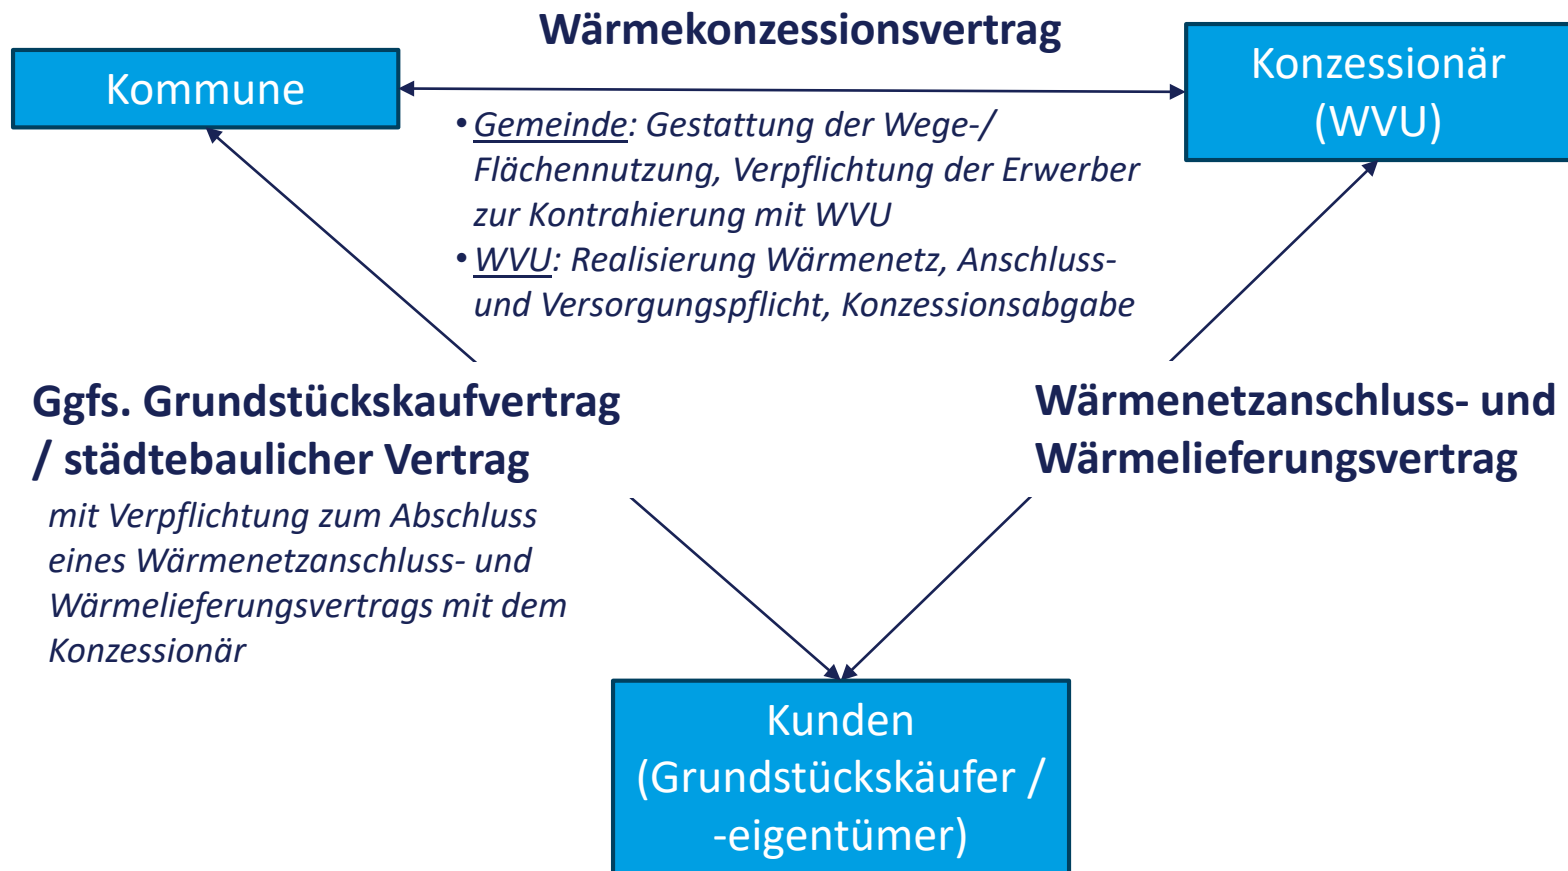 Wärmekonzessionsvertrag
Kommune
Konzessionär
(WVU)
• Gemeinde: Gestattung der Wege-/
Flächennutzung, Verpflichtung der Erwerber
zur Kontrahierung mit WVU
• WVU: Realisierung Wärmenetz, Anschluss-
und Versorgungspflicht, Konzessionsabgabe
Ggfs. Grundstückskaufvertrag
/ städtebaulicher Vertrag
mit Verpflichtung zum Abschluss
eines Wärmenetzanschluss- und
Wärmelieferungsvertrags mit dem
Konzessionär
Wärmenetzanschluss- und
Wärmelieferungsvertrag
Kunden
(Grundstückskäufer /
-eigentümer)